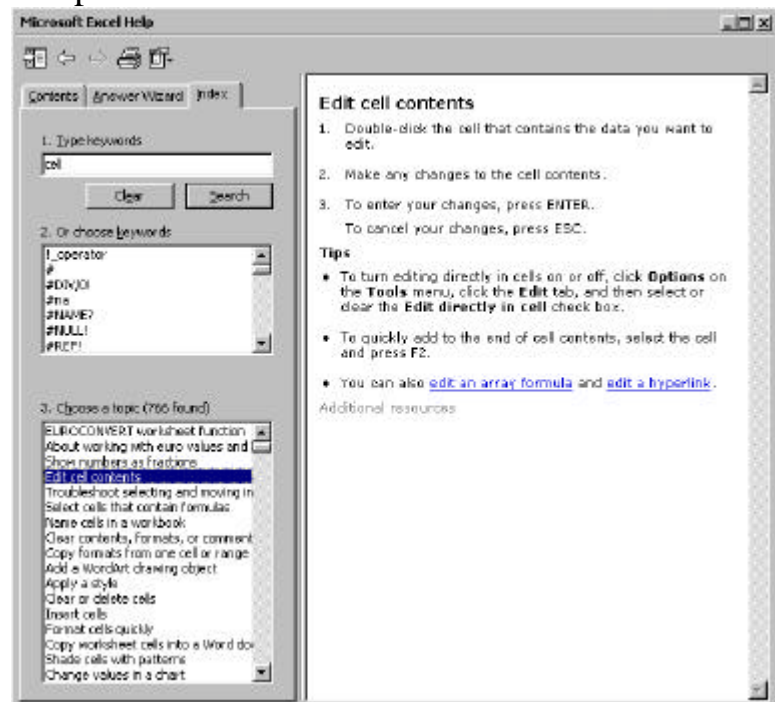 Microsoft Excel Help
Contents Answer Wizard Index
1. Type keywords
cell
Clear Search
2. Or choose keywords
!_operator
#
#DIV/0!
#na
#NAME?
#NULL!
#REF!
3. Choose a topic (766 found)
EUROCONVERT worksheet function
About working with euro values and
Show numbers as fractions
Edit cell contents
Troubleshoot selecting and moving in
Select cells that contain formulas
Name cells in a workbook
Clear contents, formats, or comment
Copy formats from one cell or range
Add a WordArt drawing object
Apply a style
Clear or delete cells
Insert cells
Format cells quickly
Copy worksheet cells into a Word do
Shade cells with patterns
Change values in a chart
Edit cell contents
1. Double-click the cell that contains the data you want to
edit.
2. Make any changes to the cell contents.
3. To enter your changes, press ENTER.
To cancel your changes, press ESC.
Tips
• To turn editing directly in cells on or off, click Options on
the Tools menu, click the Edit tab, and then select or
clear the Edit directly in cell check box.
• To quickly add to the end of cell contents, select the cell
and press F2.
• You can also edit an array formula and edit a hyperlink.
Additional resources